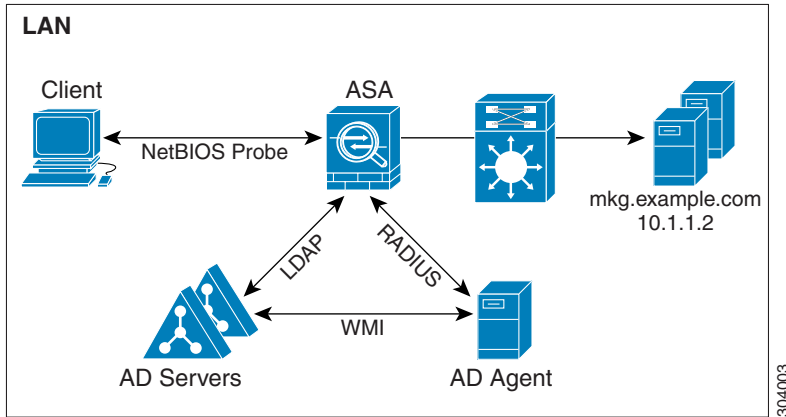 LAN
Client
ASA
NetBIOS Probe
mkg.example.com
10.1.1.2
LDAP
RADIUS
WMI
AD Servers
AD Agent
304003